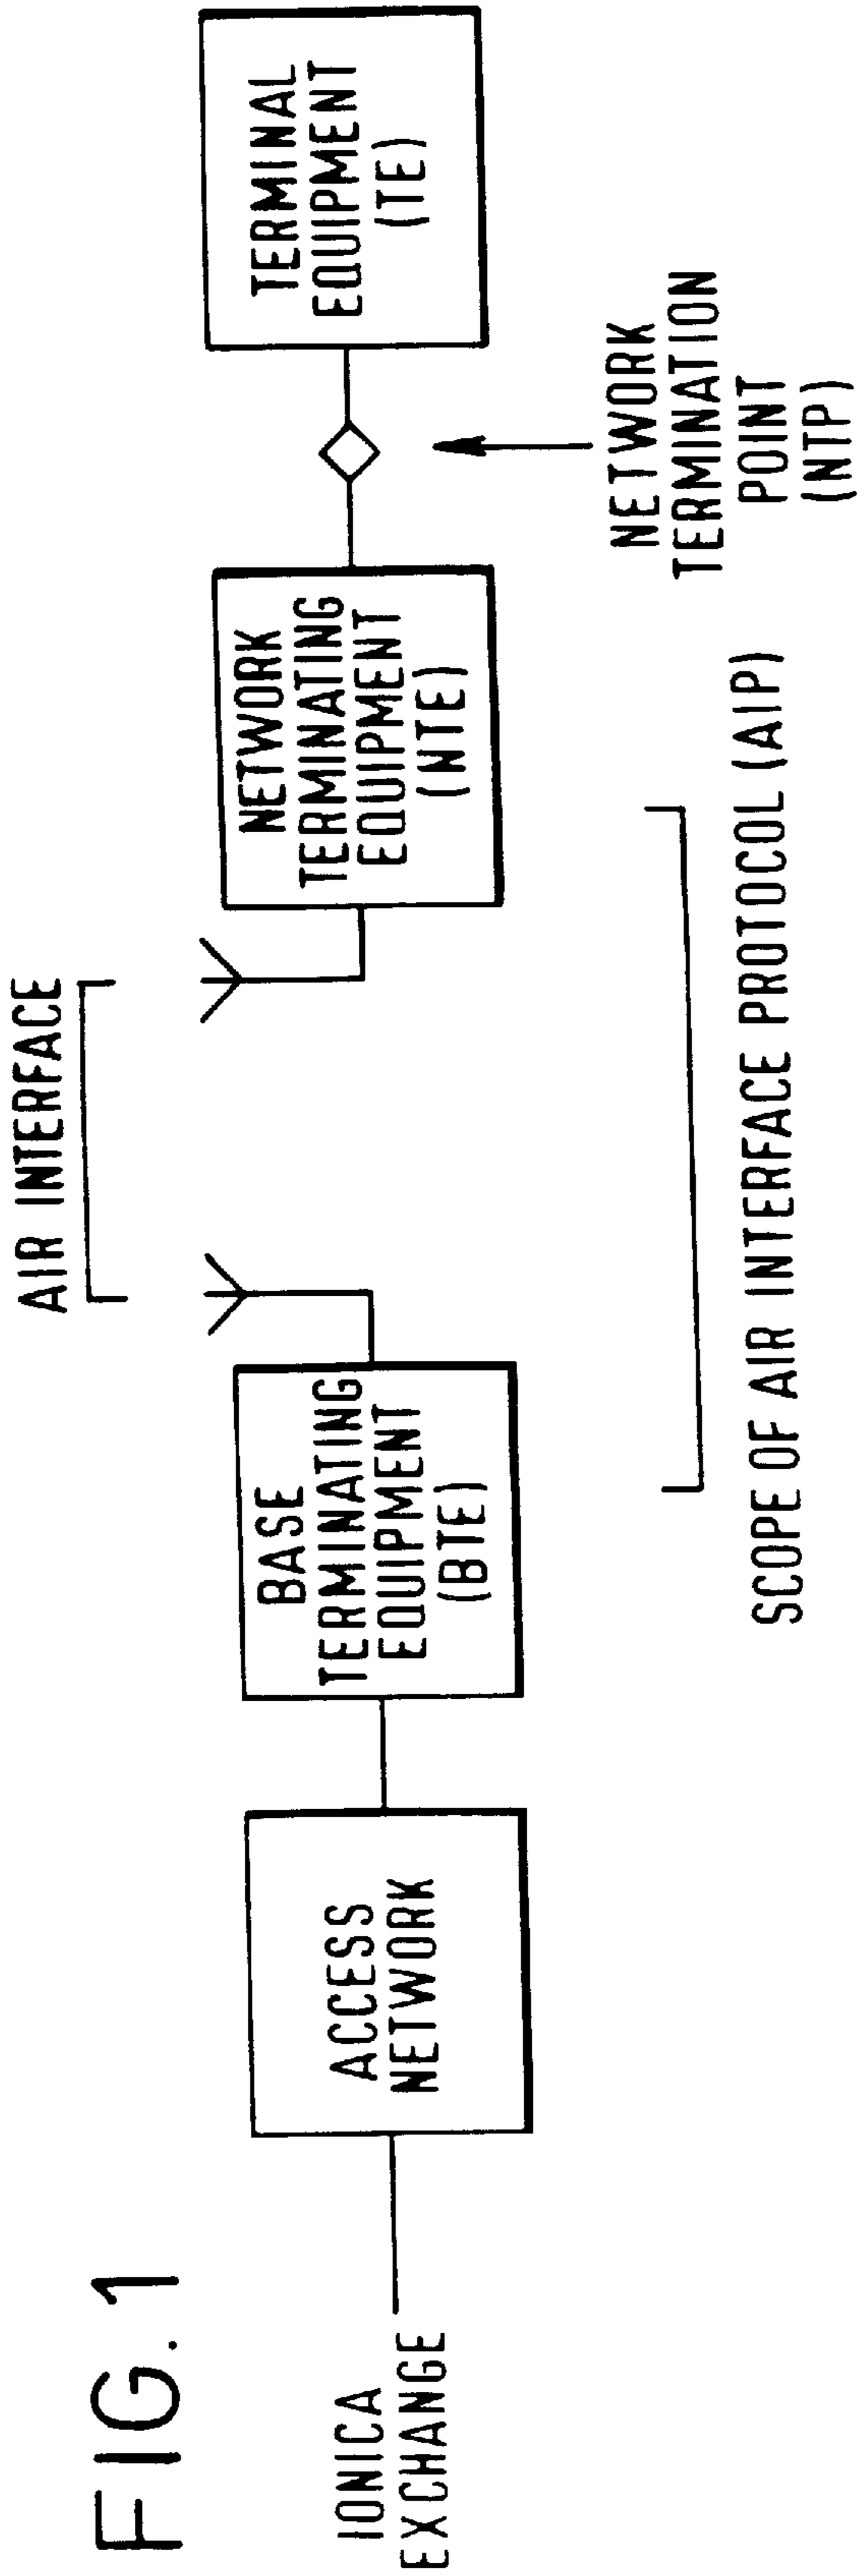 FIG. 1
AIR INTERFACE
IONICA
EXCHANGE
ACCESS
NETWORK
BASE
TERMINATING
EQUIPMENT
(BTE)
NETWORK
TERMINATING
EQUIPMENT
(NTE)
TERMINAL
EQUIPMENT
(TE)
NETWORK
TERMINATION
POINT
(NTP)
SCOPE OF AIR INTERFACE PROTOCOL (AIP)